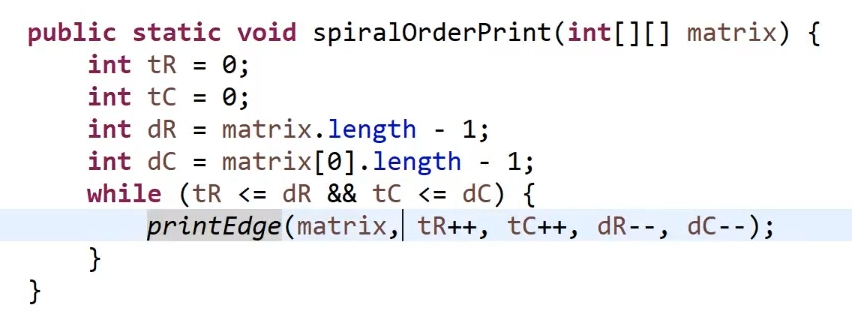 public static void spiralOrderPrint(int[][] matrix) {
    int tR = 0;
    int tC = 0;
    int dR = matrix.length - 1;
    int dC = matrix[0].length - 1;
    while (tR <= dR && tC <= dC) {
        printEdge(matrix, tR++, tC++, dR--, dC--);
    }
}